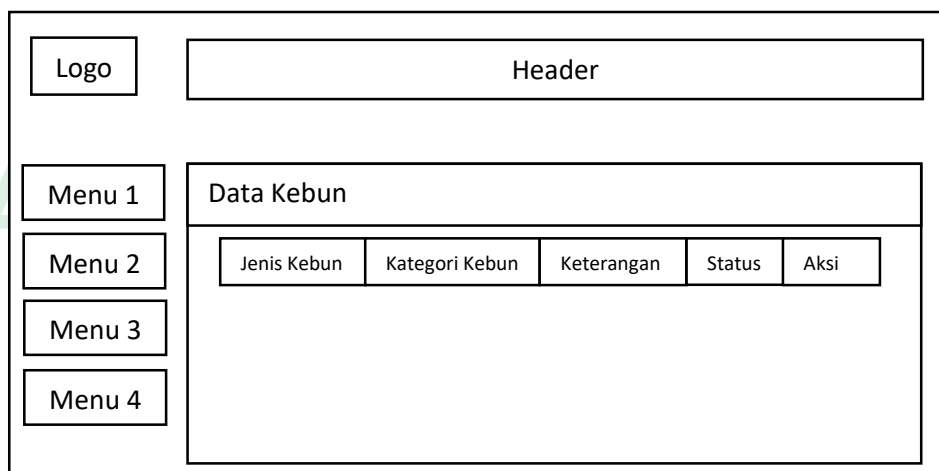 Logo
Header
Menu 1
Data Kebun
Menu 2
Jenis Kebun Kategori Kebun Keterangan Status Aksi
Menu 3
Menu 4